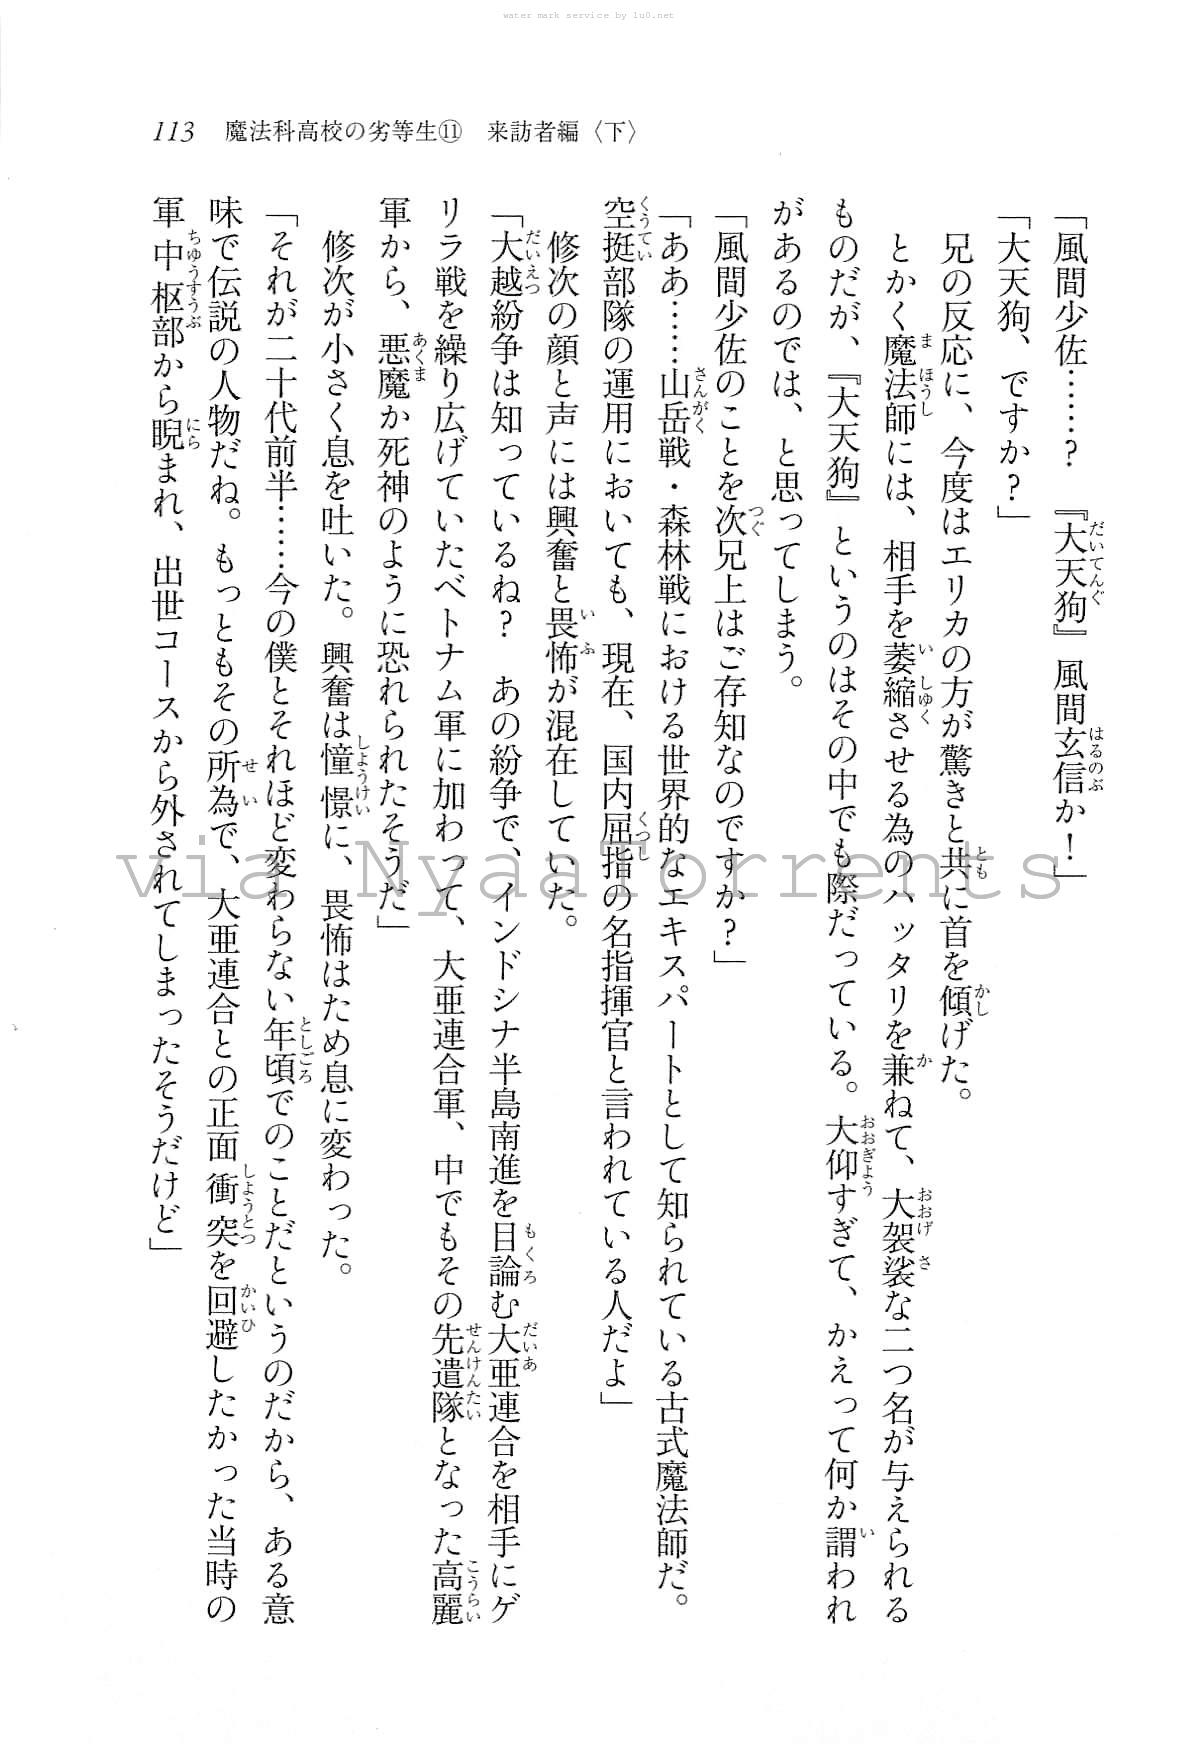 water mark service by lu0.net
113 魔法科高校の劣等生⑪ 来訪者編〈下〉
「風間少佐……？ 『大天狗』風間玄信か！」
「大天狗、ですか？」
兄の反応に、今度はエリカの方が驚きと共に首を傾げた。
とかく魔法師には、相手を萎縮させる為のハッタリを兼ねて、大袈裟な二つ名が与えられる
ものだが、『大天狗』というのはその中でも際だっている。大仰すぎて、かえって何か謂われ
があるのでは、と思ってしまう。
「風間少佐のことを次兄上はご存知なのですか？」
「ああ……山岳戦・森林戦における世界的なエキスパートとして知られている古式魔法師だ。
空挺部隊の運用においても、現在、国内屈指の名指揮官と言われている人だよ」
修次の顔と声には興奮と畏怖が混在していた。
「大越紛争は知っているね？ あの紛争で、インドシナ半島南進を目論む大亜連合を相手にゲ
リラ戦を繰り広げていたベトナム軍に加わって、大亜連合軍、中でもその先遣隊となった高麗
軍から、悪魔か死神のように恐れられたそうだ」
修次が小さく息を吐いた。興奮は憧憬に、畏怖はため息に変わった。
「それが二十代前半……今の僕とそれほど変わらない年頃でのことだというのだから、ある意
味で伝説の人物だね。もっともその所為で、大亜連合との正面衝突を回避したかった当時の
軍中枢部から睨まれ、出世コースから外されてしまったそうだけど」
via NyaaTorrents